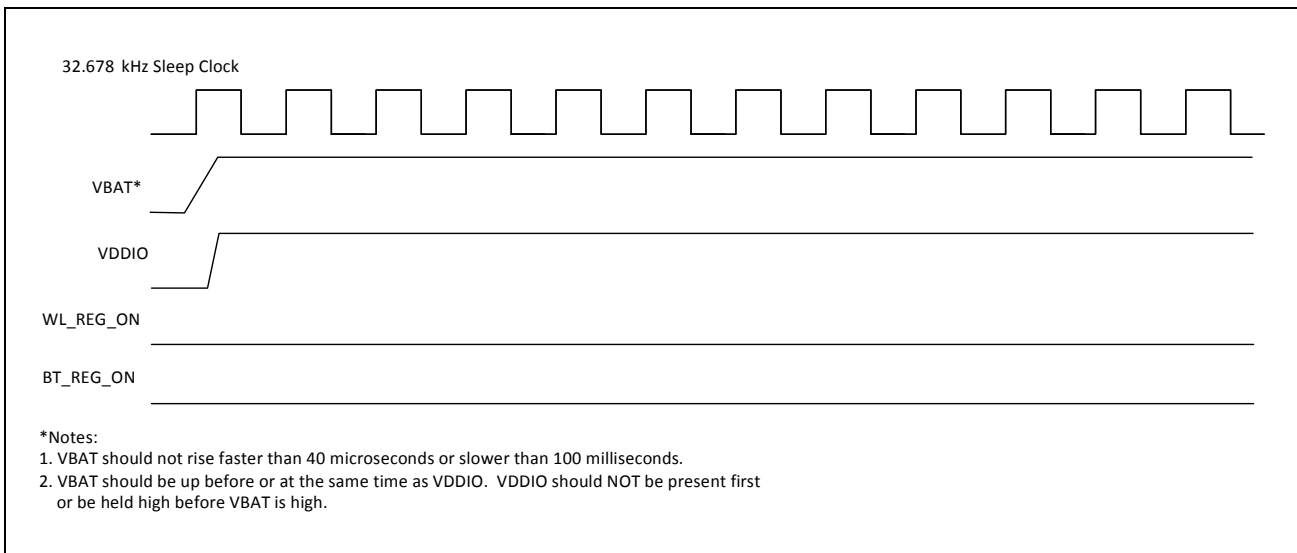 32.678 kHz Sleep Clock
VBAT*
VDDIO
WL_REG_ON
BT_REG_ON
*Notes:
1. VBAT should not rise faster than 40 microseconds or slower than 100 milliseconds.
2. VBAT should be up before or at the same time as VDDIO. VDDIO should NOT be present first
or be held high before VBAT is high.